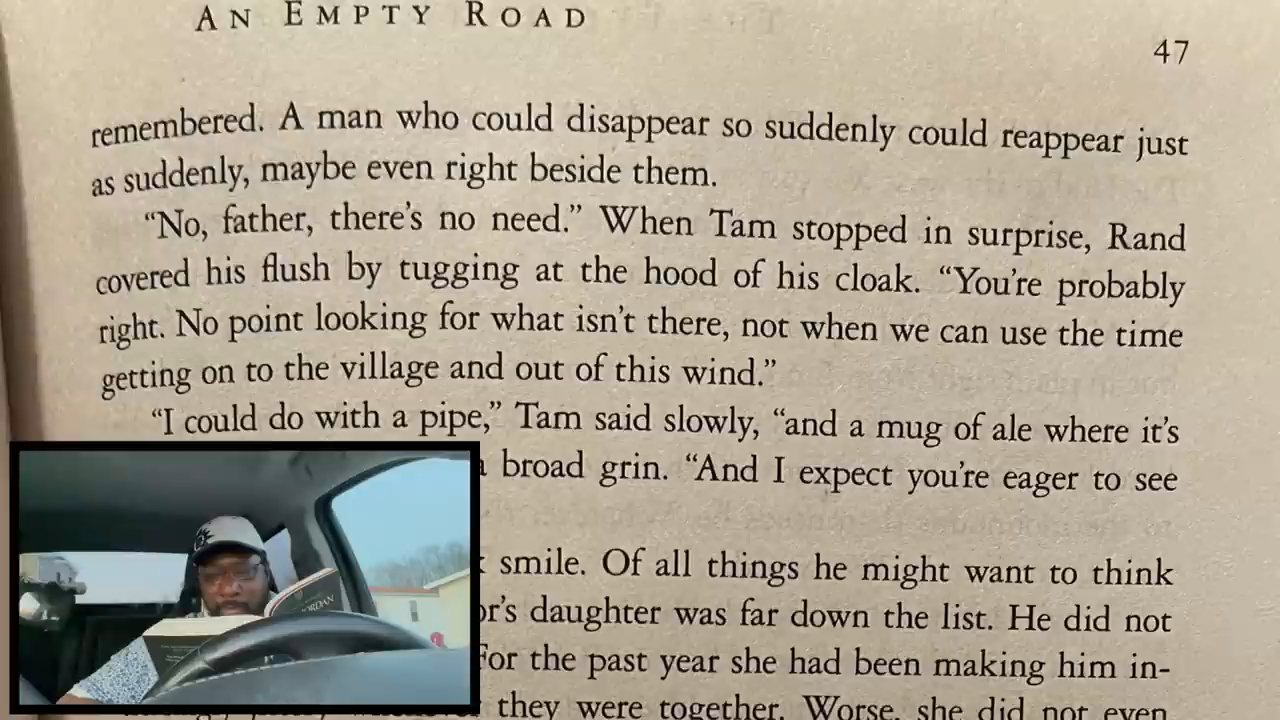 AN EMPTY ROAD
47
remembered. A man who could disappear so suddenly could reappear just
as suddenly, maybe even right beside them.
“No, father, there’s no need.” When Tam stopped in surprise, Rand
covered his flush by tugging at the hood of his cloak. “You’re probably
right. No point looking for what isn’t there, not when we can use the time
getting on to the village and out of this wind.”
“I could do with a pipe,” Tam said slowly, “and a mug of ale where it’s
broad grin. “And I expect you’re eager to see
smile. Of all things he might want to think
or’s daughter was far down the list. He did not
For the past year she had been making him in-
they were together. Worse, she did not even
JORDAN